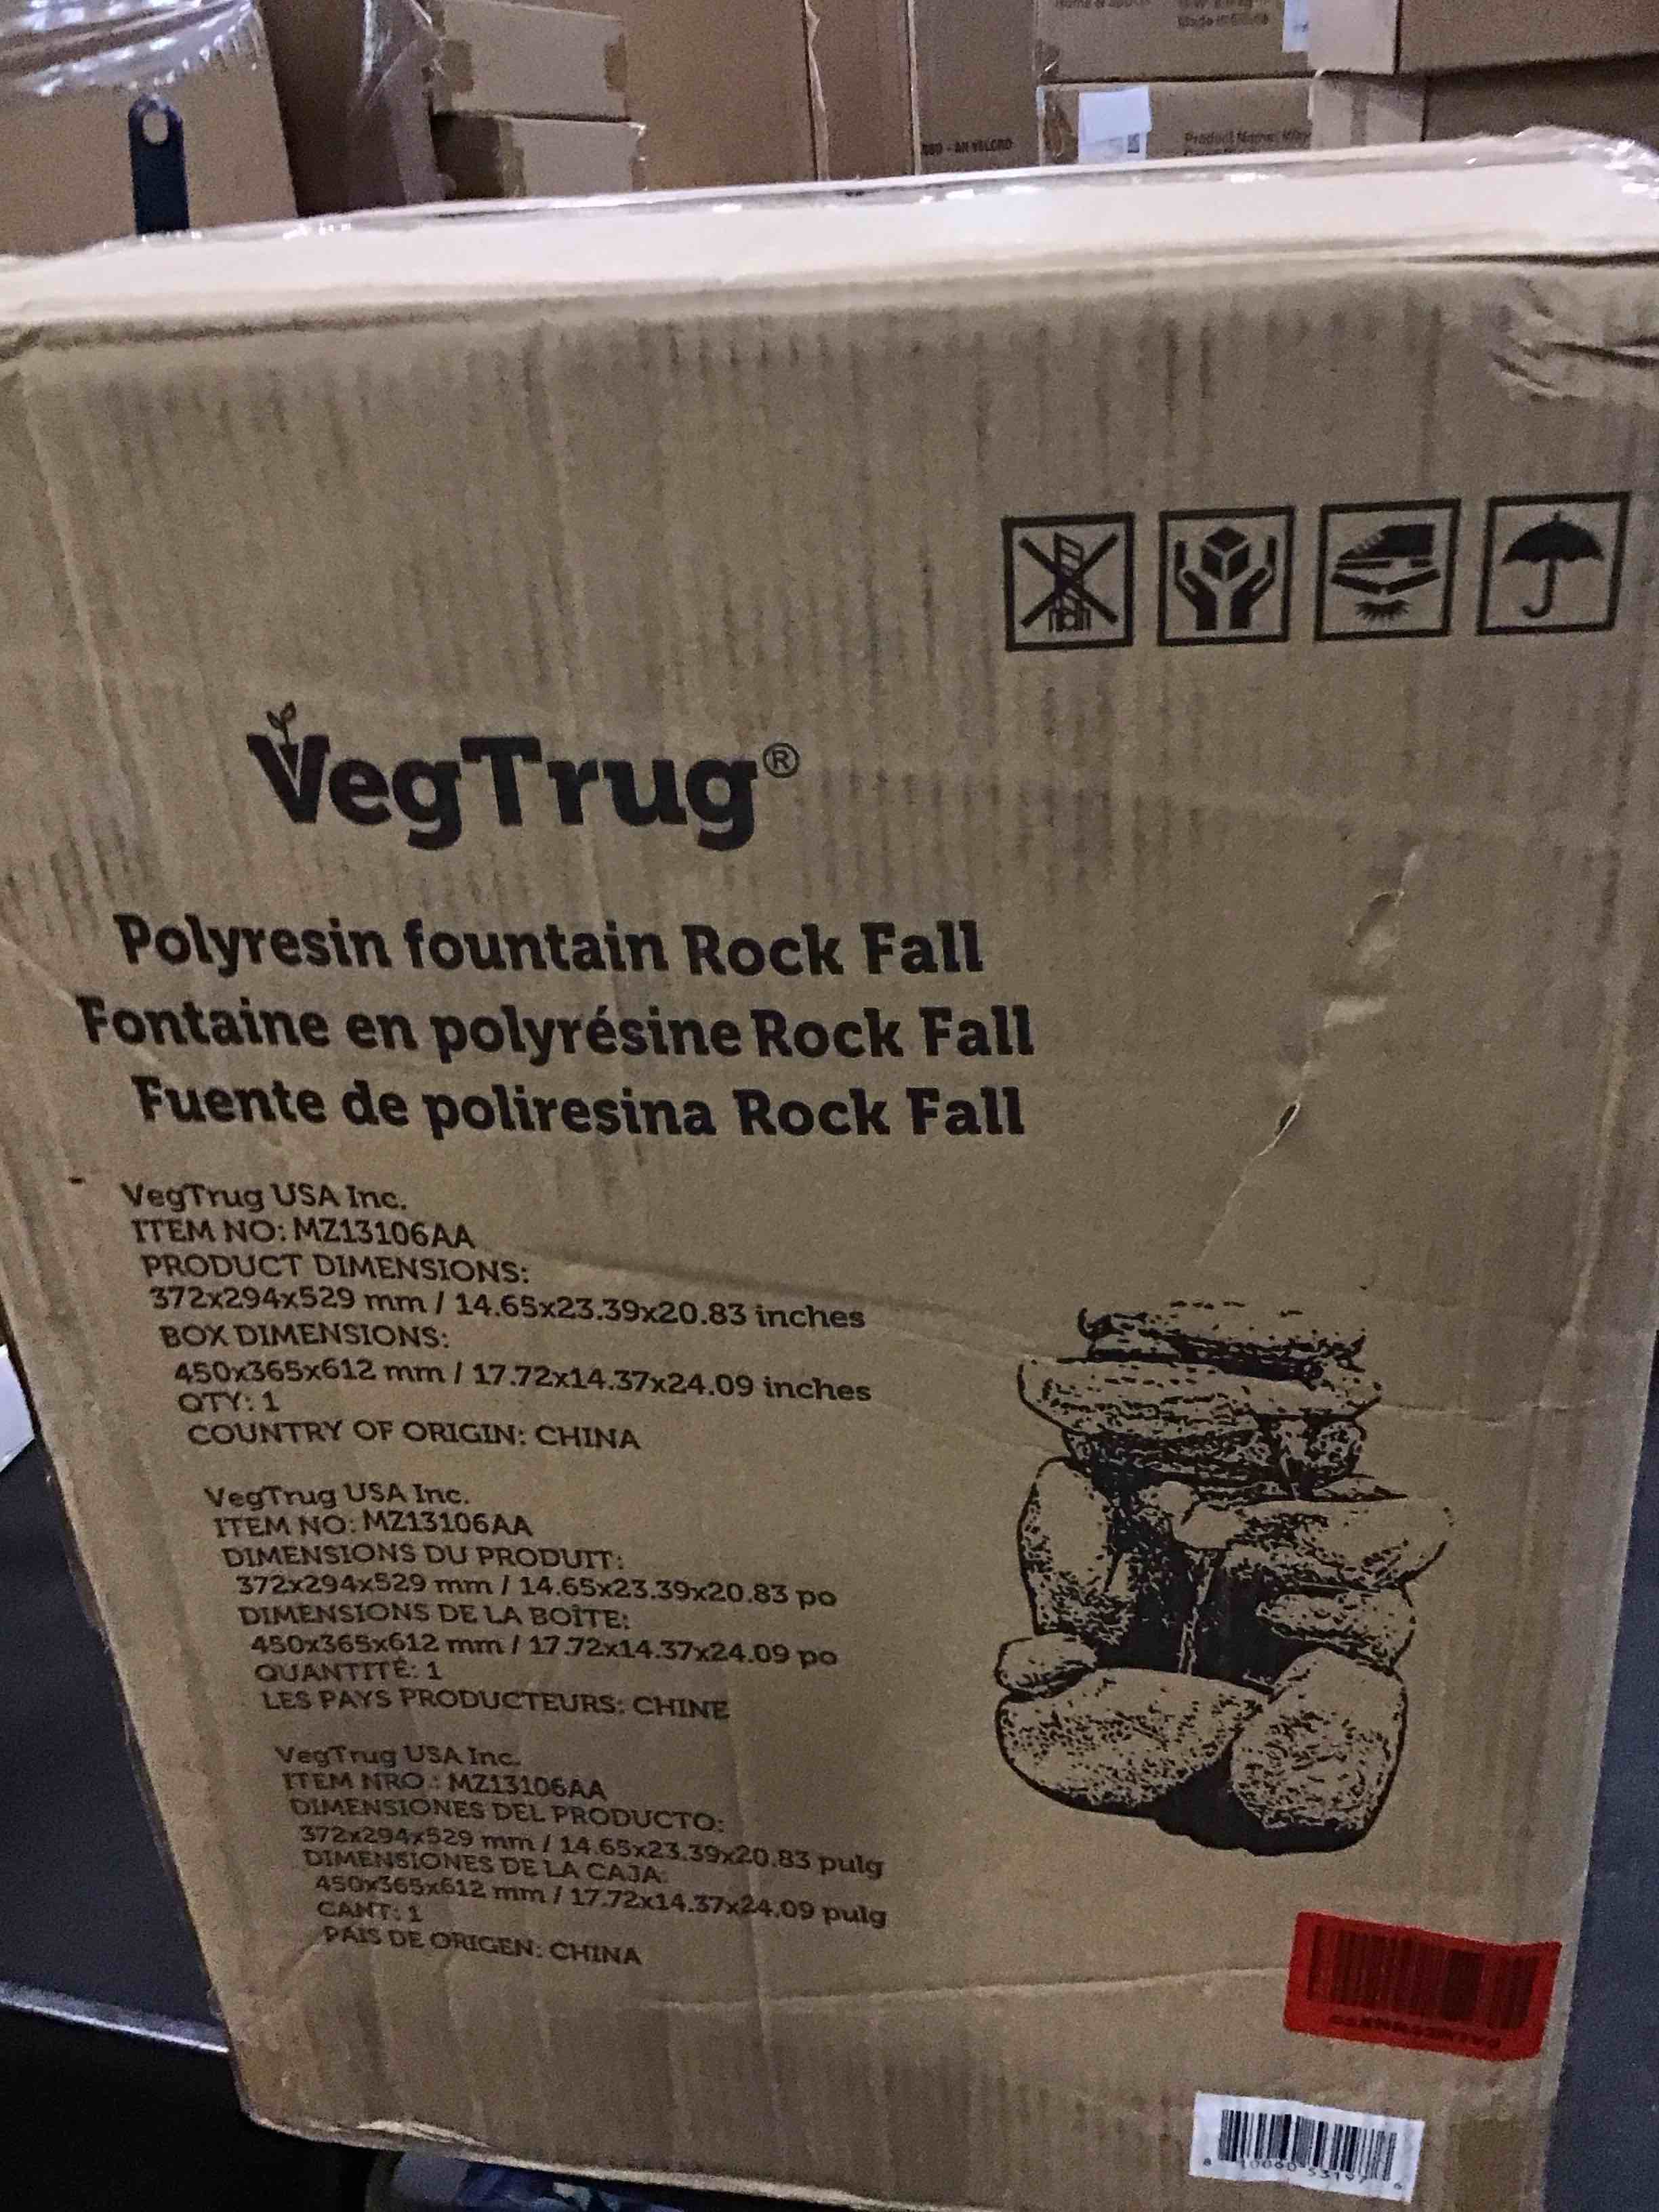 Made in China
Product Name:
VegTrug®
Polyresin fountain Rock Fall
Fontaine en polyrésine Rock Fall
Fuente de poliresina Rock Fall
VegTrug USA Inc.
ITEM NO: MZ13106AA
PRODUCT DIMENSIONS:
372x294x529 mm / 14.65x23.39x20.83 inches
BOX DIMENSIONS:
450x365x612 mm / 17.72x14.37x24.09 inches
QTY: 1
COUNTRY OF ORIGIN: CHINA
VegTrug USA Inc.
ITEM NO: MZ13106AA
DIMENSIONS DU PRODUIT:
372x294x529 mm / 14.65x23.39x20.83 po
DIMENSIONS DE LA BOÎTE:
450x365x612 mm / 17.72x14.37x24.09 po
QUANTITÉ: 1
LES PAYS PRODUCTEURS: CHINE
VegTrug USA Inc.
ITEM NRO.: MZ13106AA
DIMENSIONES DEL PRODUCTO:
372x294x529 mm / 14.65x23.39x20.83 pulg
DIMENSIONES DE LA CAJA:
450x365x612 mm / 17.72x14.37x24.09 pulg
CANT: 1
PAIS DE ORIGEN: CHINA